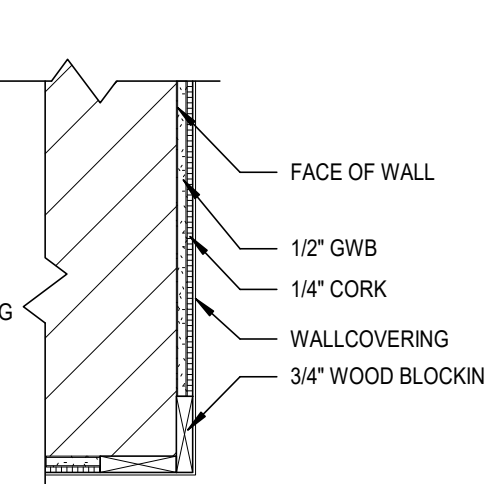 FACE OF WALL
1/2" GWB
1/4" CORK
G
WALLCOVERING
3/4" WOOD BLOCKIN